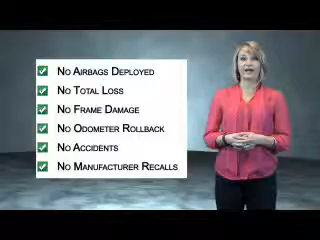 No Airbags Deployed
No Total Loss
No Frame Damage
No Odometer Rollback
No Accidents
No Manufacturer Recalls